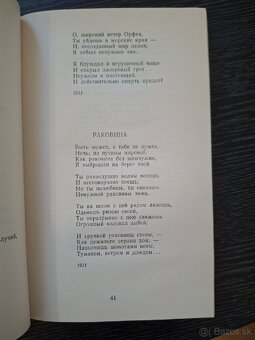 О, широкий ветер Орфея,
Ты уйдешь в морские края —
И, несозданный мир лелея,
Я забыл ненужное «я».
Я блуждал в игрушечной чаще
И открыл лазоревый грот...
Неужели я настоящий,
И действительно смерть придет?
1911
РАКОВИНА
Быть может, я тебе не нужен,
Ночь; из пучины мировой,
Как раковина без жемчужин,
Я выброшен на берег твой.
Ты равнодушно волны пенишь
И несговорчиво поешь;
Но ты полюбишь, ты оценишь
Ненужной раковины ложь.
Ты на песок с ней рядом ляжешь,
Оденешь ризою своей,
Ты неразрывно с нею свяжешь
Огромный колокол зыбей;
И хрупкой раковины стены, —
Как нежилого сердца дом, —
Наполнишь шепотами пены,
Туманом, ветром и дождем...
1911
лучай,
sk bazos.sk